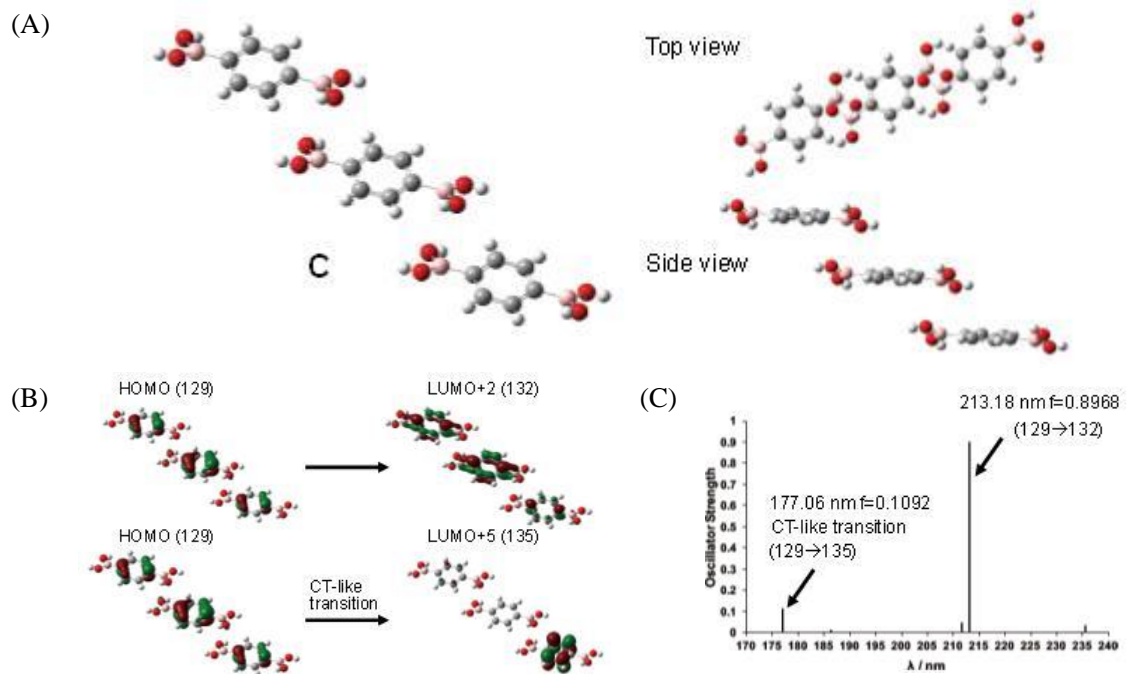 (A)
Top view
C
Side view
(B)
HOMO (129)
LUMO+2 (132)
HOMO (129)
LUMO+5 (135)
CT-like
transition
(C)
213.18 nm f=0.8968
(129→132)
177.06 nm f=0.1092
CT-like transition
(129→135)
Oscillator Strength
1
0.9
0.8
0.7
0.6
0.5
0.4
0.3
0.2
0.1
0
170 175 180 185 190 195 200 205 210 215 220 225 230 235 240
λ / nm